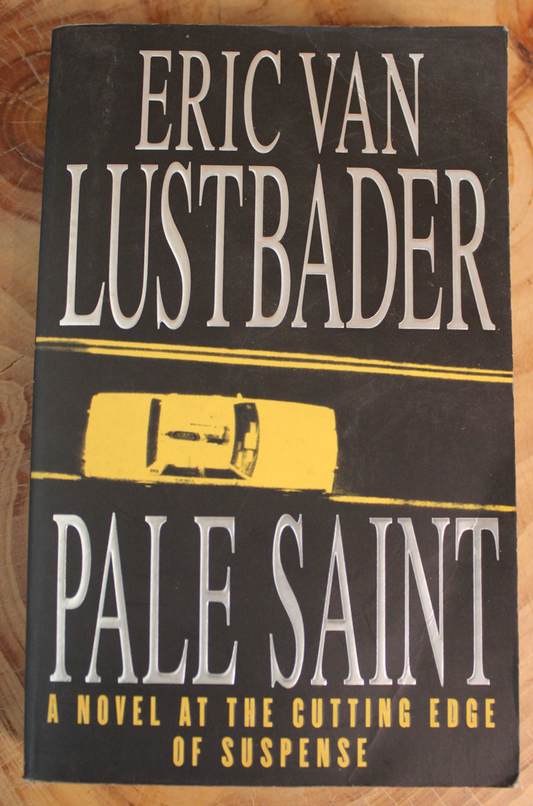 ERIC VAN
LUSTBADER
PALE SAINT
A NOVEL AT THE CUTTING EDGE
OF SUSPENSE